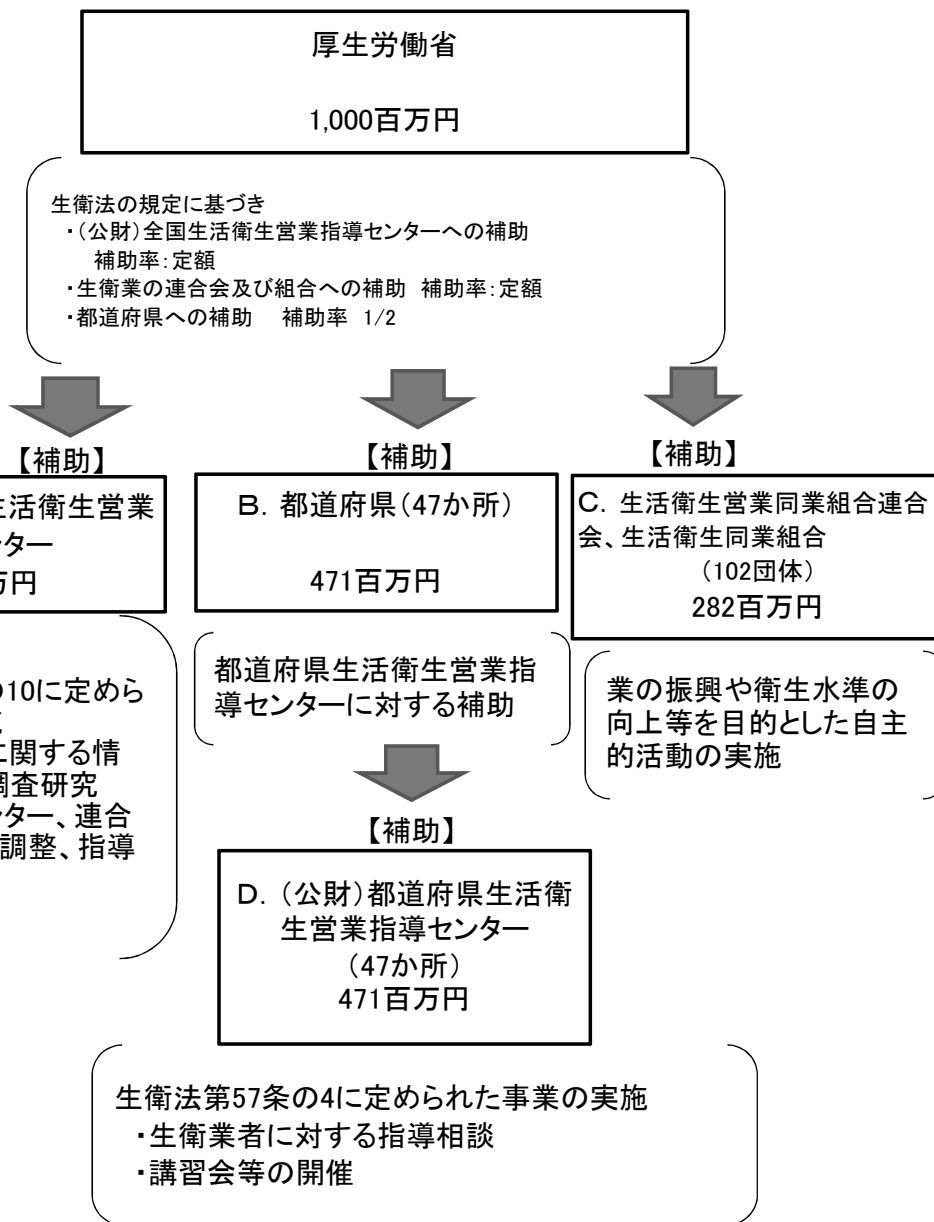 厚生労働省
1,000百万円
生衛法の規定に基づき
・(公財)全国生活衛生営業指導センターへの補助
補助率:定額
・生衛業の連合会及び組合への補助 補助率:定額
・都道府県への補助 補助率 1/2
【補助】
生活衛生営業
ンター
万円
の10に定めら
に関する情
調査研究
ンター、連合
調整、指導
【補助】
B. 都道府県(47か所)
471百万円
都道府県生活衛生営業指
導センターに対する補助
【補助】
C. 生活衛生営業同業組合連合
会、生活衛生同業組合
(102団体)
282百万円
業の振興や衛生水準の
向上等を目的とした自主
的活動の実施
【補助】
D. (公財)都道府県生活衛
生営業指導センター
(47か所)
471百万円
生衛法第57条の4に定められた事業の実施
・生衛業者に対する指導相談
・講習会等の開催